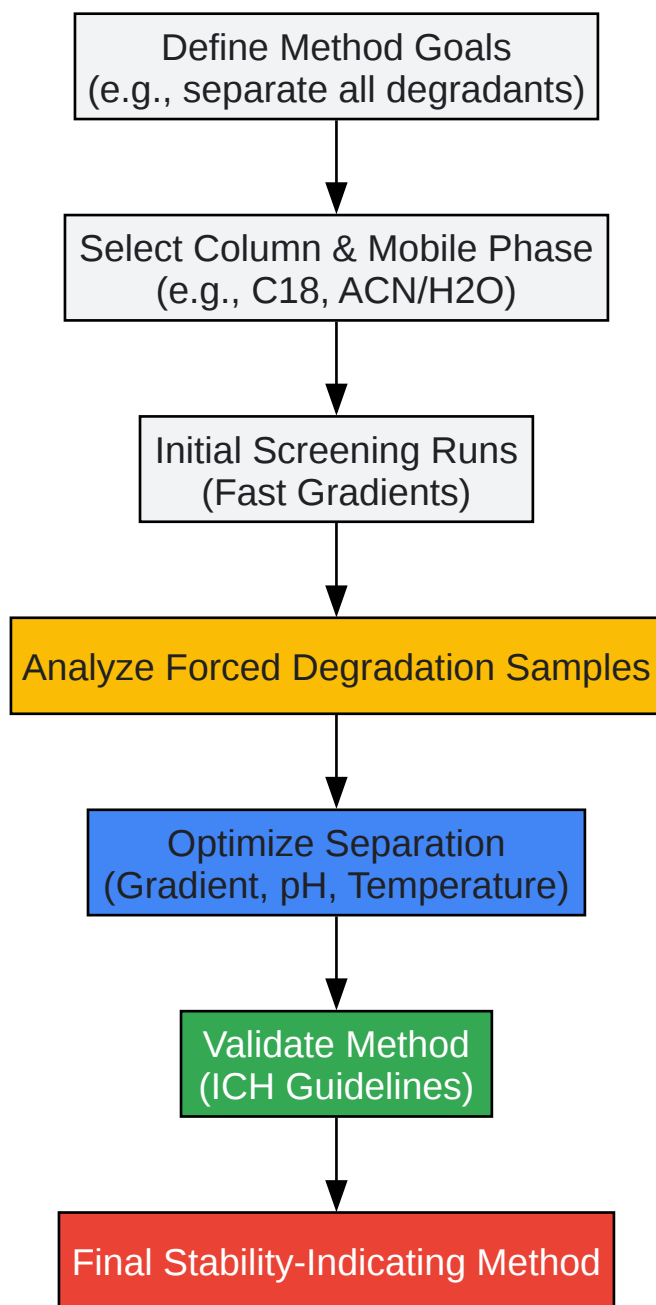 Define Method Goals
(e.g., separate all degradants)
Select Column & Mobile Phase
(e.g., C18, ACN/H2O)
Initial Screening Runs
(Fast Gradients)
Analyze Forced Degradation Samples
Optimize Separation
(Gradient, pH, Temperature)
Validate Method
(ICH Guidelines)
Final Stability-Indicating Method